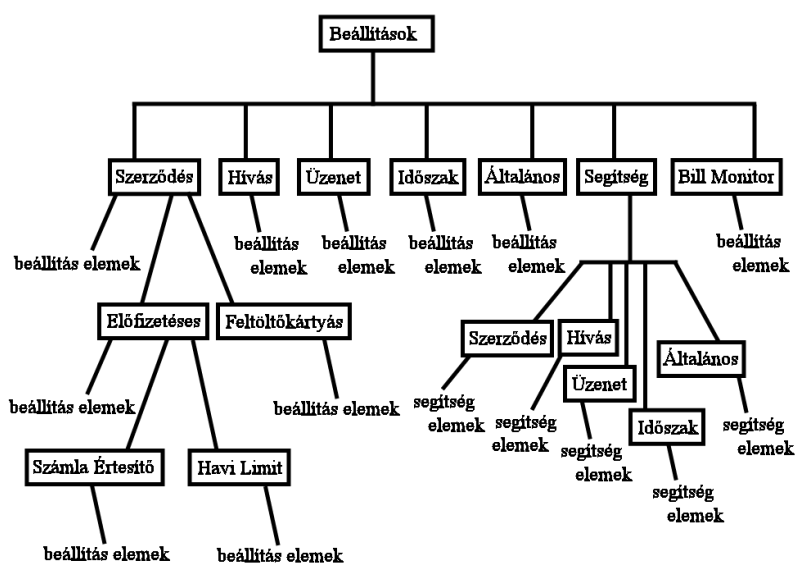 Beállítások
Szerződés
Hívás
Üzenet
Időszak
Általános
Segítség
Bill Monitor
beállítás elemek
beállítás
elemek
beállítás
elemek
beállítás
elemek
beállítás
elemek
beállítás
elemek
Előfizetéses
Feltöltőkártyás
Szerződés
Hívás
Általános
Üzenet
beállítás elemek
beállítás elemek
segítség
elemek
segítség
elemek
segítség
elemek
Időszak
segítség
elemek
Számla Értesítő
Havi Limit
segítség
elemek
beállítás elemek
beállítás elemek